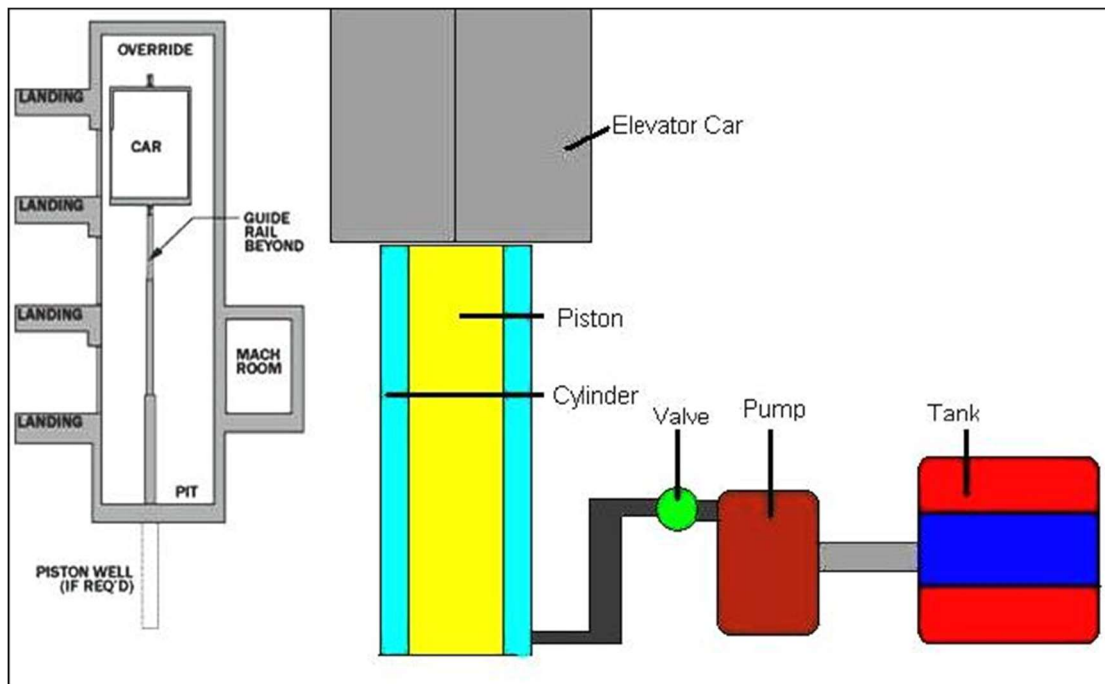 OVERRIDE
LANDING
CAR
LANDING
GUIDE
RAIL
BEYOND
LANDING
MACH
ROOM
LANDING
PIT
PISTON WELL
(IF REQ'D)
Elevator Car
Piston
Cylinder
Valve
Pump
Tank